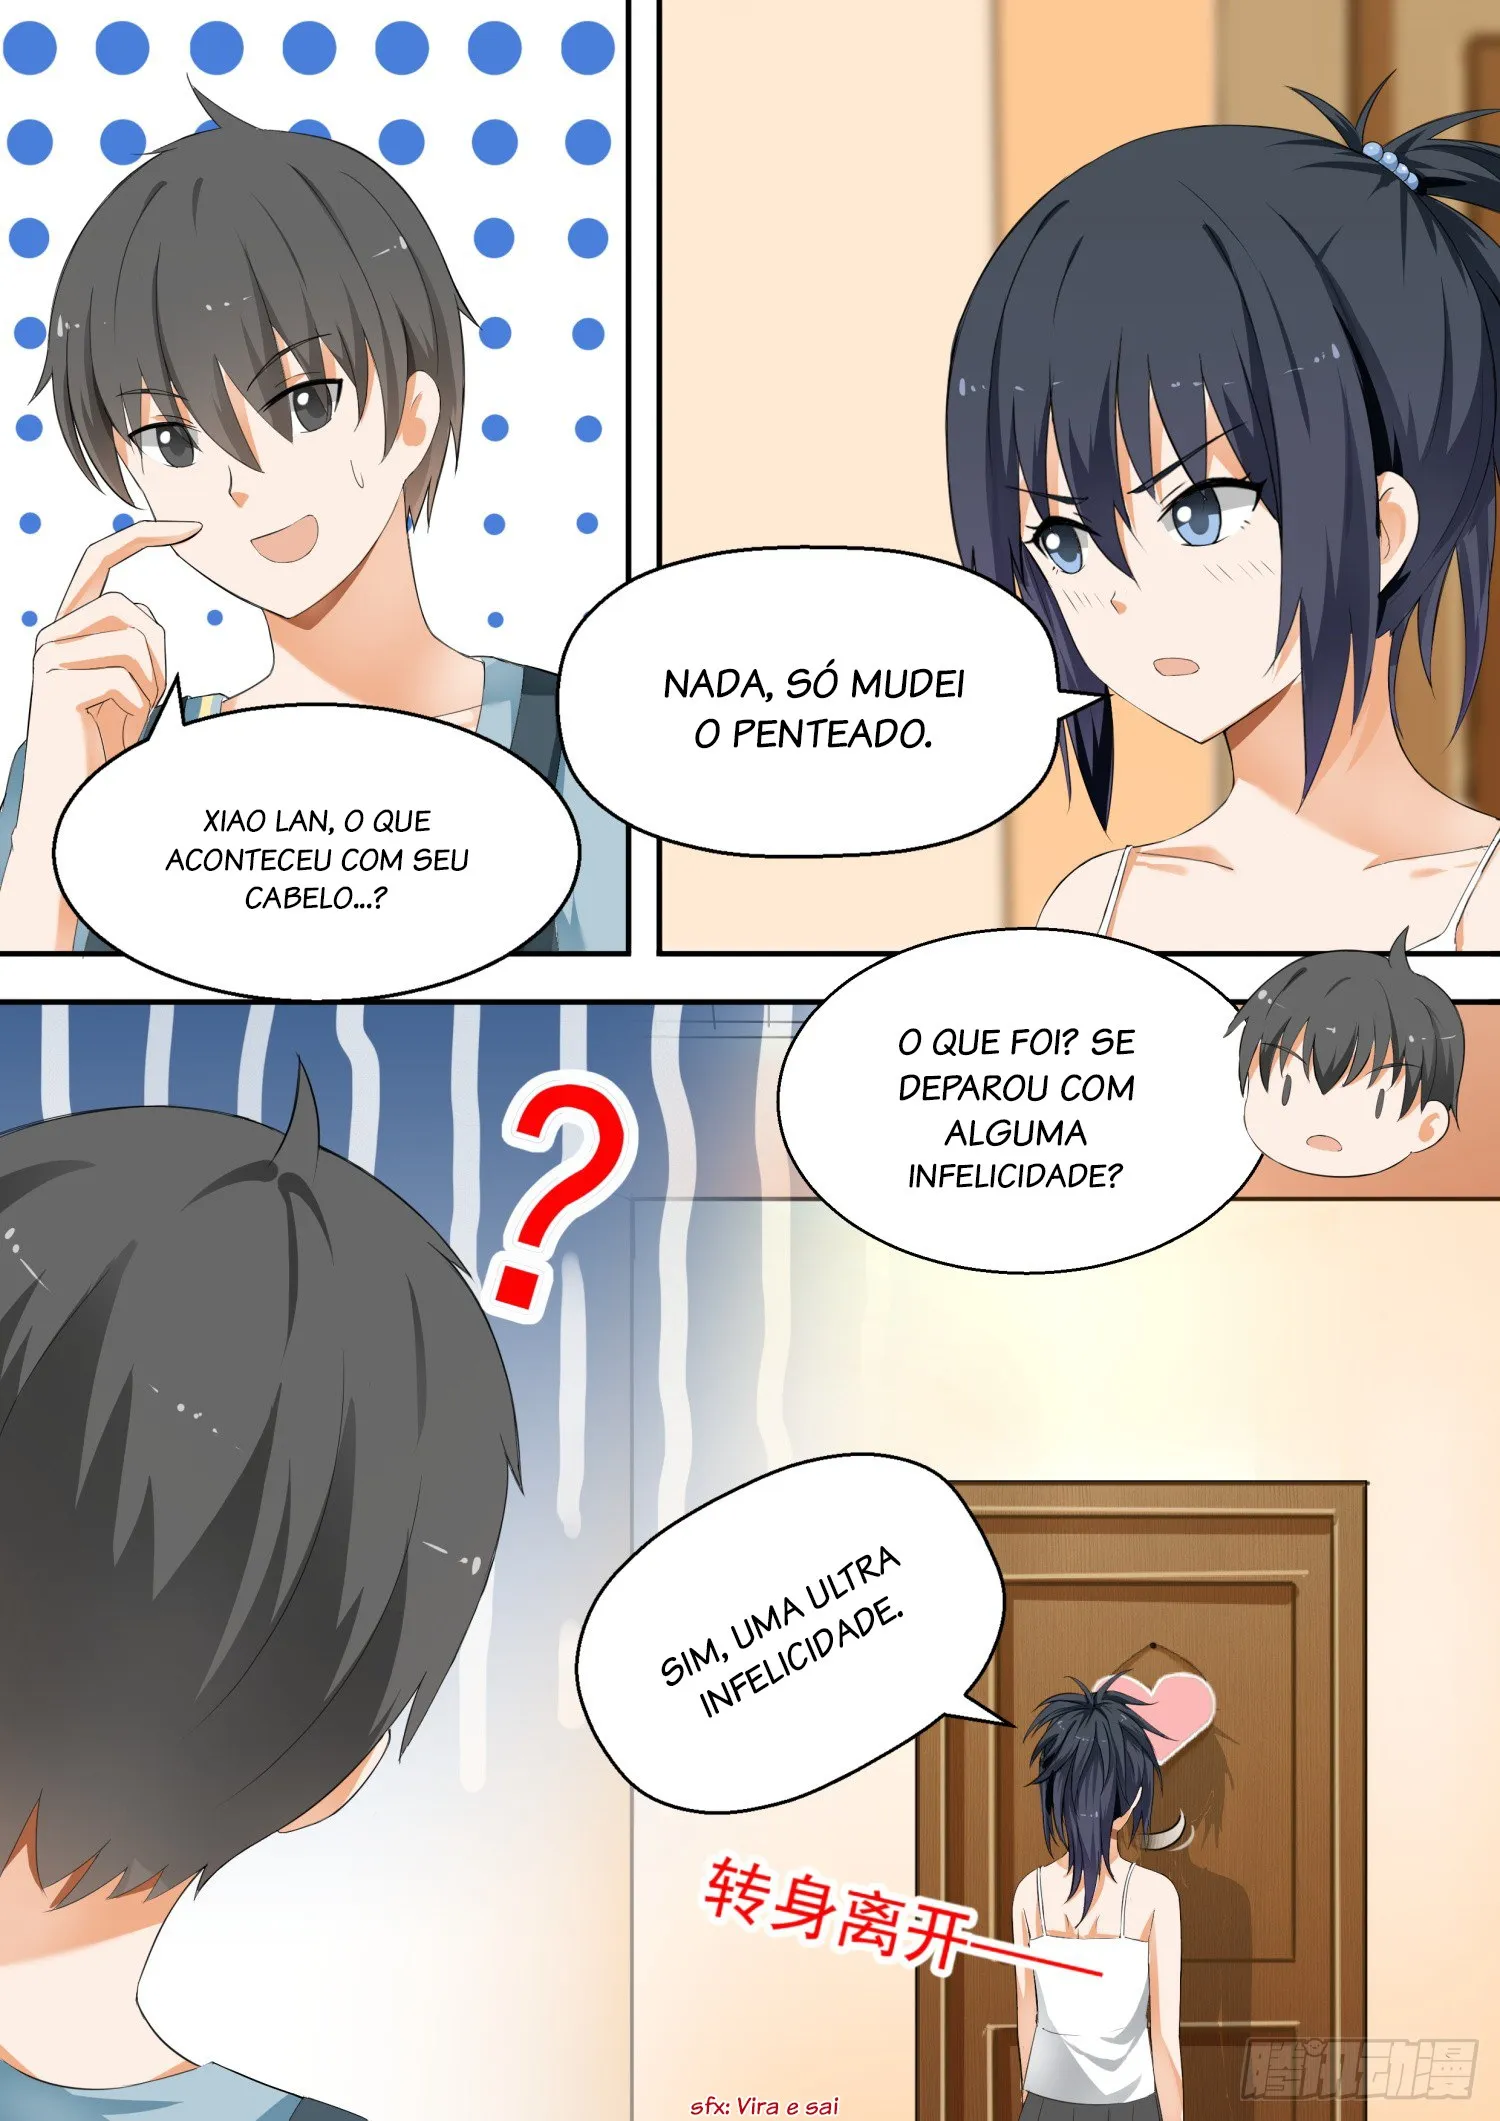 XIAO LAN, O QUE
ACONTECEU COM SEU
CABELO...?
NADA, SÓ MUDEI
O PENTEADO.
O QUE FOI? SE
DEPAROU COM
ALGUMA
INFELICIDADE?
?
SIM, UMA ULTRA
INFELICIDADE.
转身离开——
sfx: Vira e sai
腾讯动漫